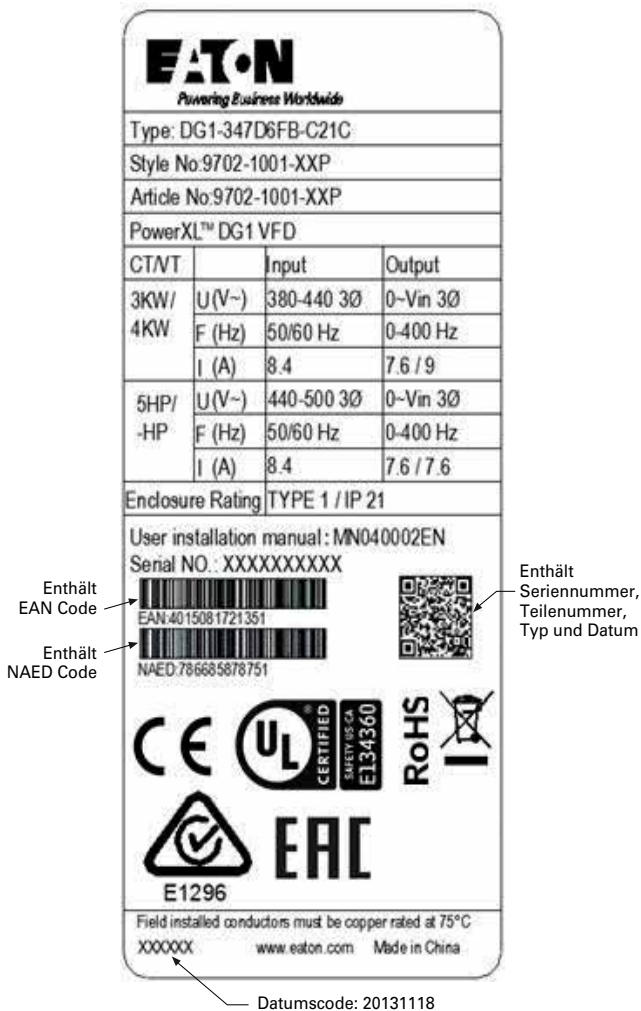 EATON
Powering Business Worldwide
Type: DG1-347D6FB-C21C
Style No:9702-1001-XXP
Article No:9702-1001-XXP
PowerXL™ DG1 VFD
CT/VT Input Output
3KW/ 4KW U(V~) 380-440 3Ø 0~Vin 3Ø
F (Hz) 50/60 Hz 0-400 Hz
I (A) 8.4 7.6 / 9
5HP/ -HP U(V~) 440-500 3Ø 0~Vin 3Ø
F (Hz) 50/60 Hz 0-400 Hz
I (A) 8.4 7.6 / 7.6
Enclosure Rating TYPE 1 / IP 21
User installation manual: MN040002EN
Serial NO.: XXXXXXXXXX
Enthält
EAN Code
EAN:4015081721351
Enthält
NAED Code
NAED:786685878751
Enthält
Seriennummer,
Teilenummer,
Typ und Datum
CE
UL
®
CERTIFIED
SAFETY US-CA
E134360
RoHS
E1296
EAC
Field installed conductors must be copper rated at 75°C
XXXXXX www.eaton.com Made in China
Datumscode: 20131118